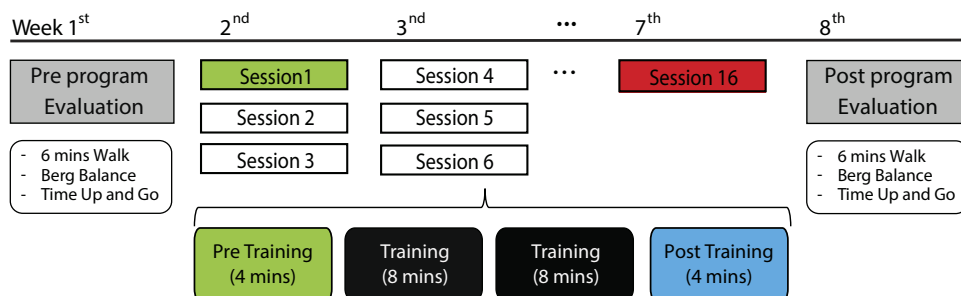 Week 1st 2nd 3nd ... 7th 8th
Pre program
Evaluation
- 6 mins Walk
- Berg Balance
- Time Up and Go
Session1
Session 2
Session 3
Session 4
Session 5
Session 6
...
Session 16
Post program
Evaluation
- 6 mins Walk
- Berg Balance
- Time Up and Go
Pre Training
(4 mins)
Training
(8 mins)
Training
(8 mins)
Post Training
(4 mins)